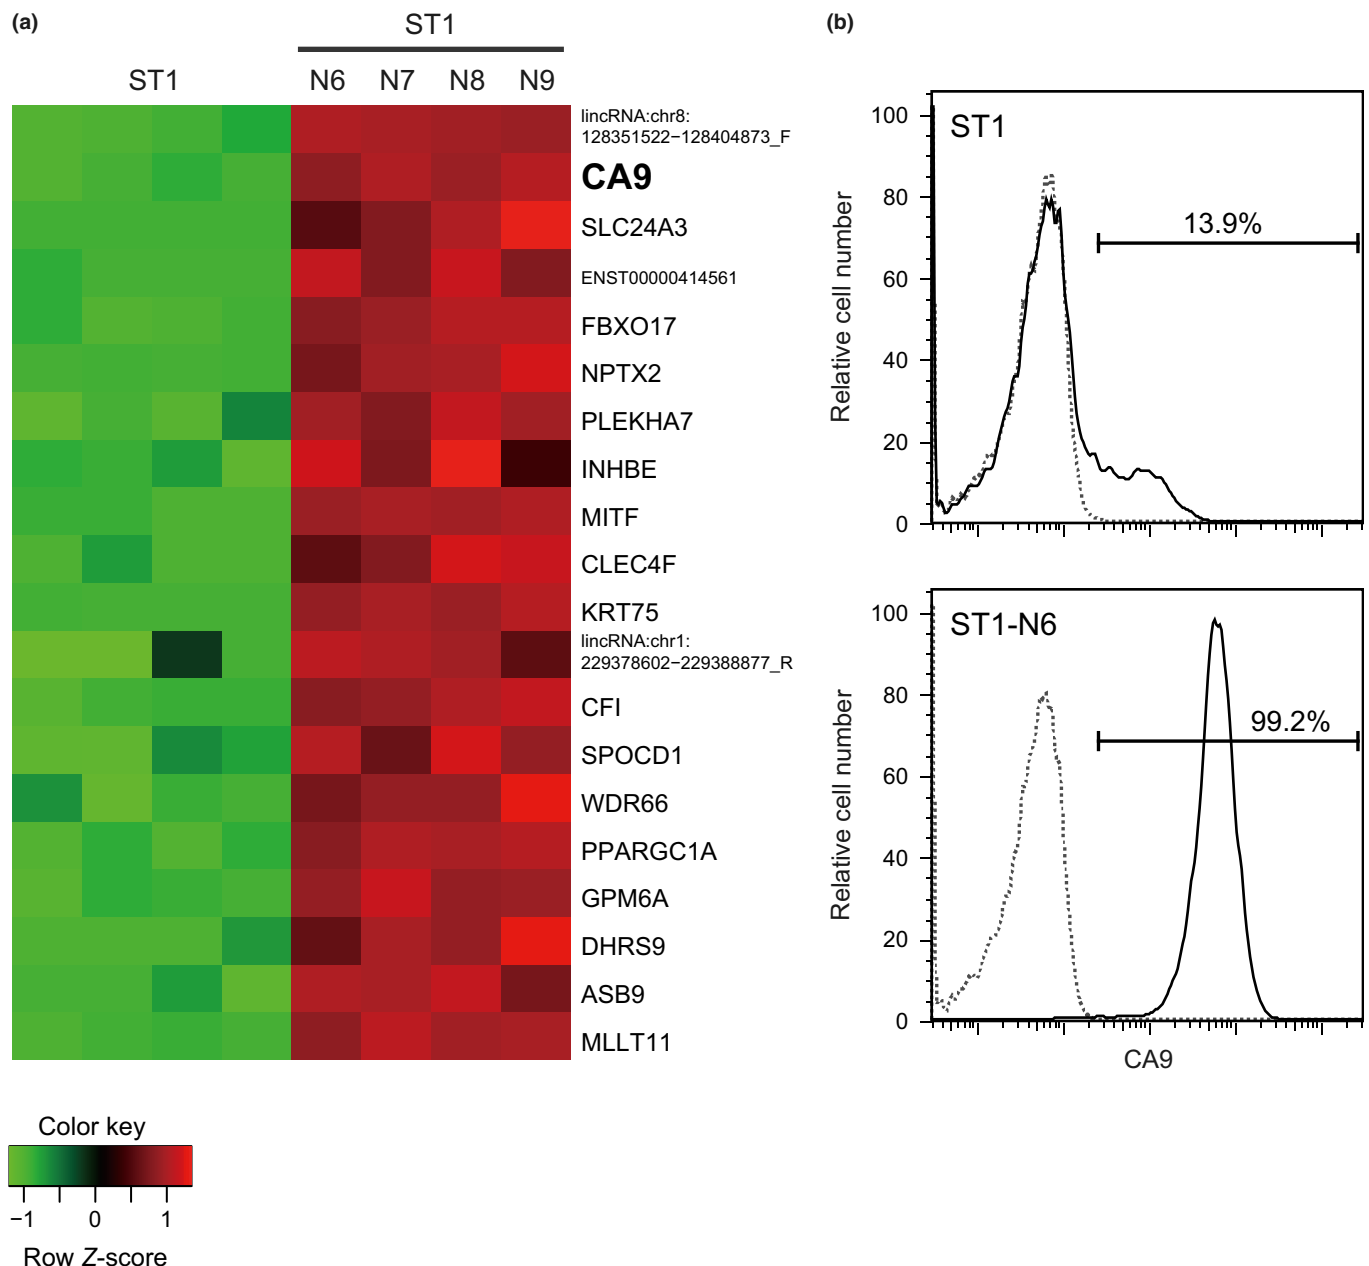 (a)
ST1
ST1 N6 N7 N8 N9
lincRNA:chr8:
128351522−128404873_F
CA9
SLC24A3
ENST00000414561
FBXO17
NPTX2
PLEKHA7
INHBE
MITF
CLEC4F
KRT75
lincRNA:chr1:
229378602−229388877_R
CFI
SPOCD1
WDR66
PPARGC1A
GPM6A
DHRS9
ASB9
MLLT11
Color key
−1 0 1
Row Z-score
(b)
ST1
13.9%
Relative cell number
100
80
60
40
20
0
ST1-N6
99.2%
Relative cell number
100
80
60
40
20
0
CA9